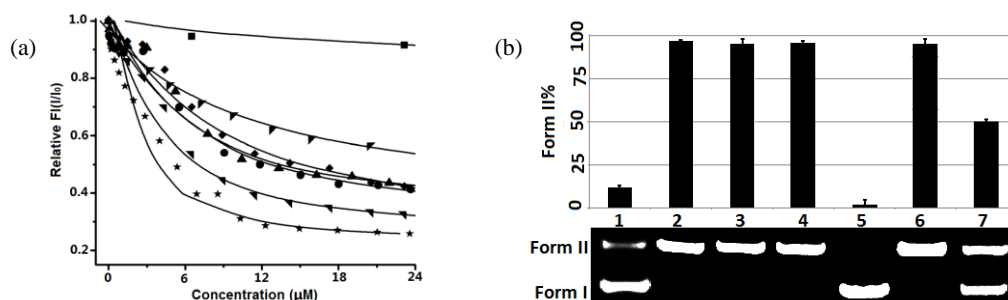 (a)
Relative FI(I/I₀)
1.0
0.8
0.6
0.4
0.2
0 6 12 18 24
Concentration (μM)
(b)
Form II%
100
75
50
25
0
1 2 3 4 5 6 7
Form II
Form I